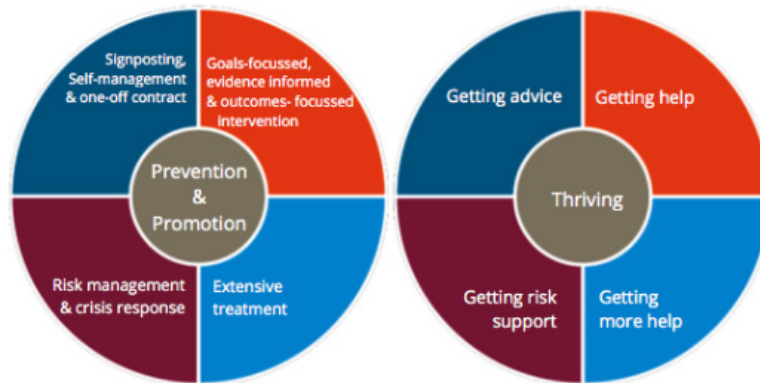 Signposting,
Self-management
& one-off contract
Goals-focussed,
evidence informed
& outcomes- focussed
intervention
Prevention
&
Promotion
Risk management
& crisis response
Extensive
treatment
Getting advice
Getting help
Thriving
Getting risk
support
Getting
more help